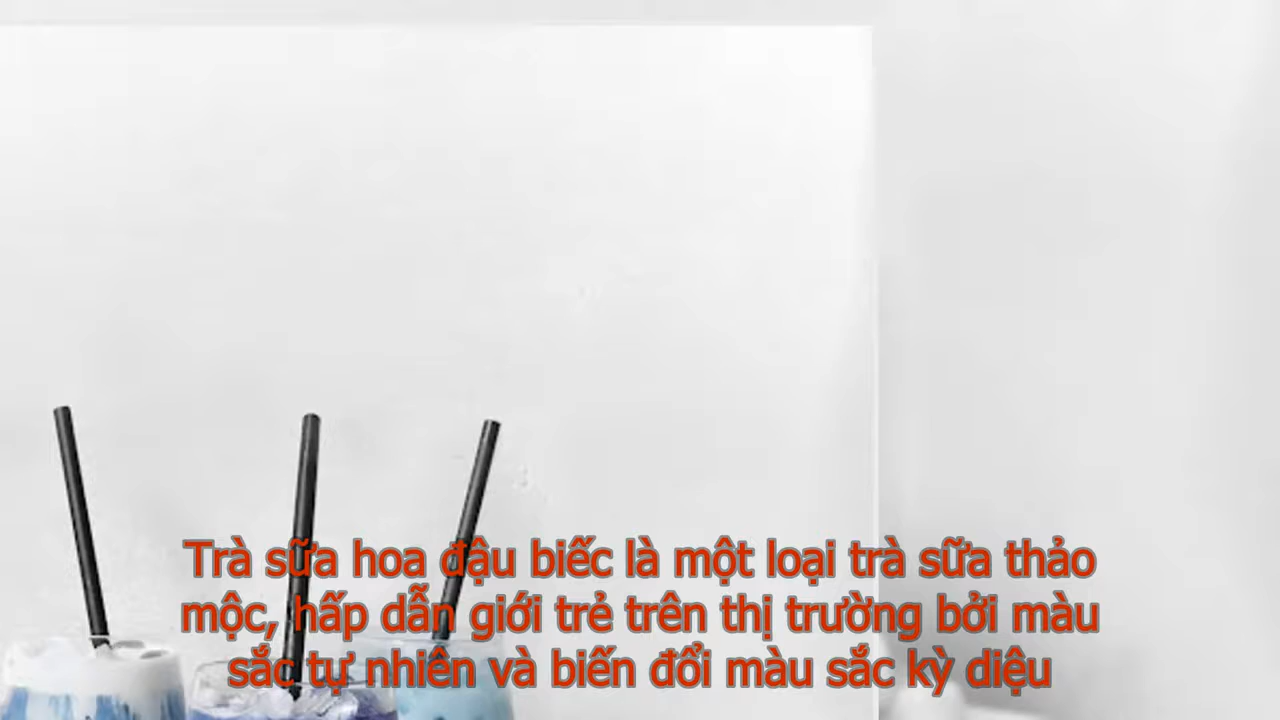 Trà sữa hoa đậu biếc là một loại trà sữa thảo
mộc, hấp dẫn giới trẻ trên thị trường bởi màu
sắc tự nhiên và biến đổi màu sắc kỳ diệu